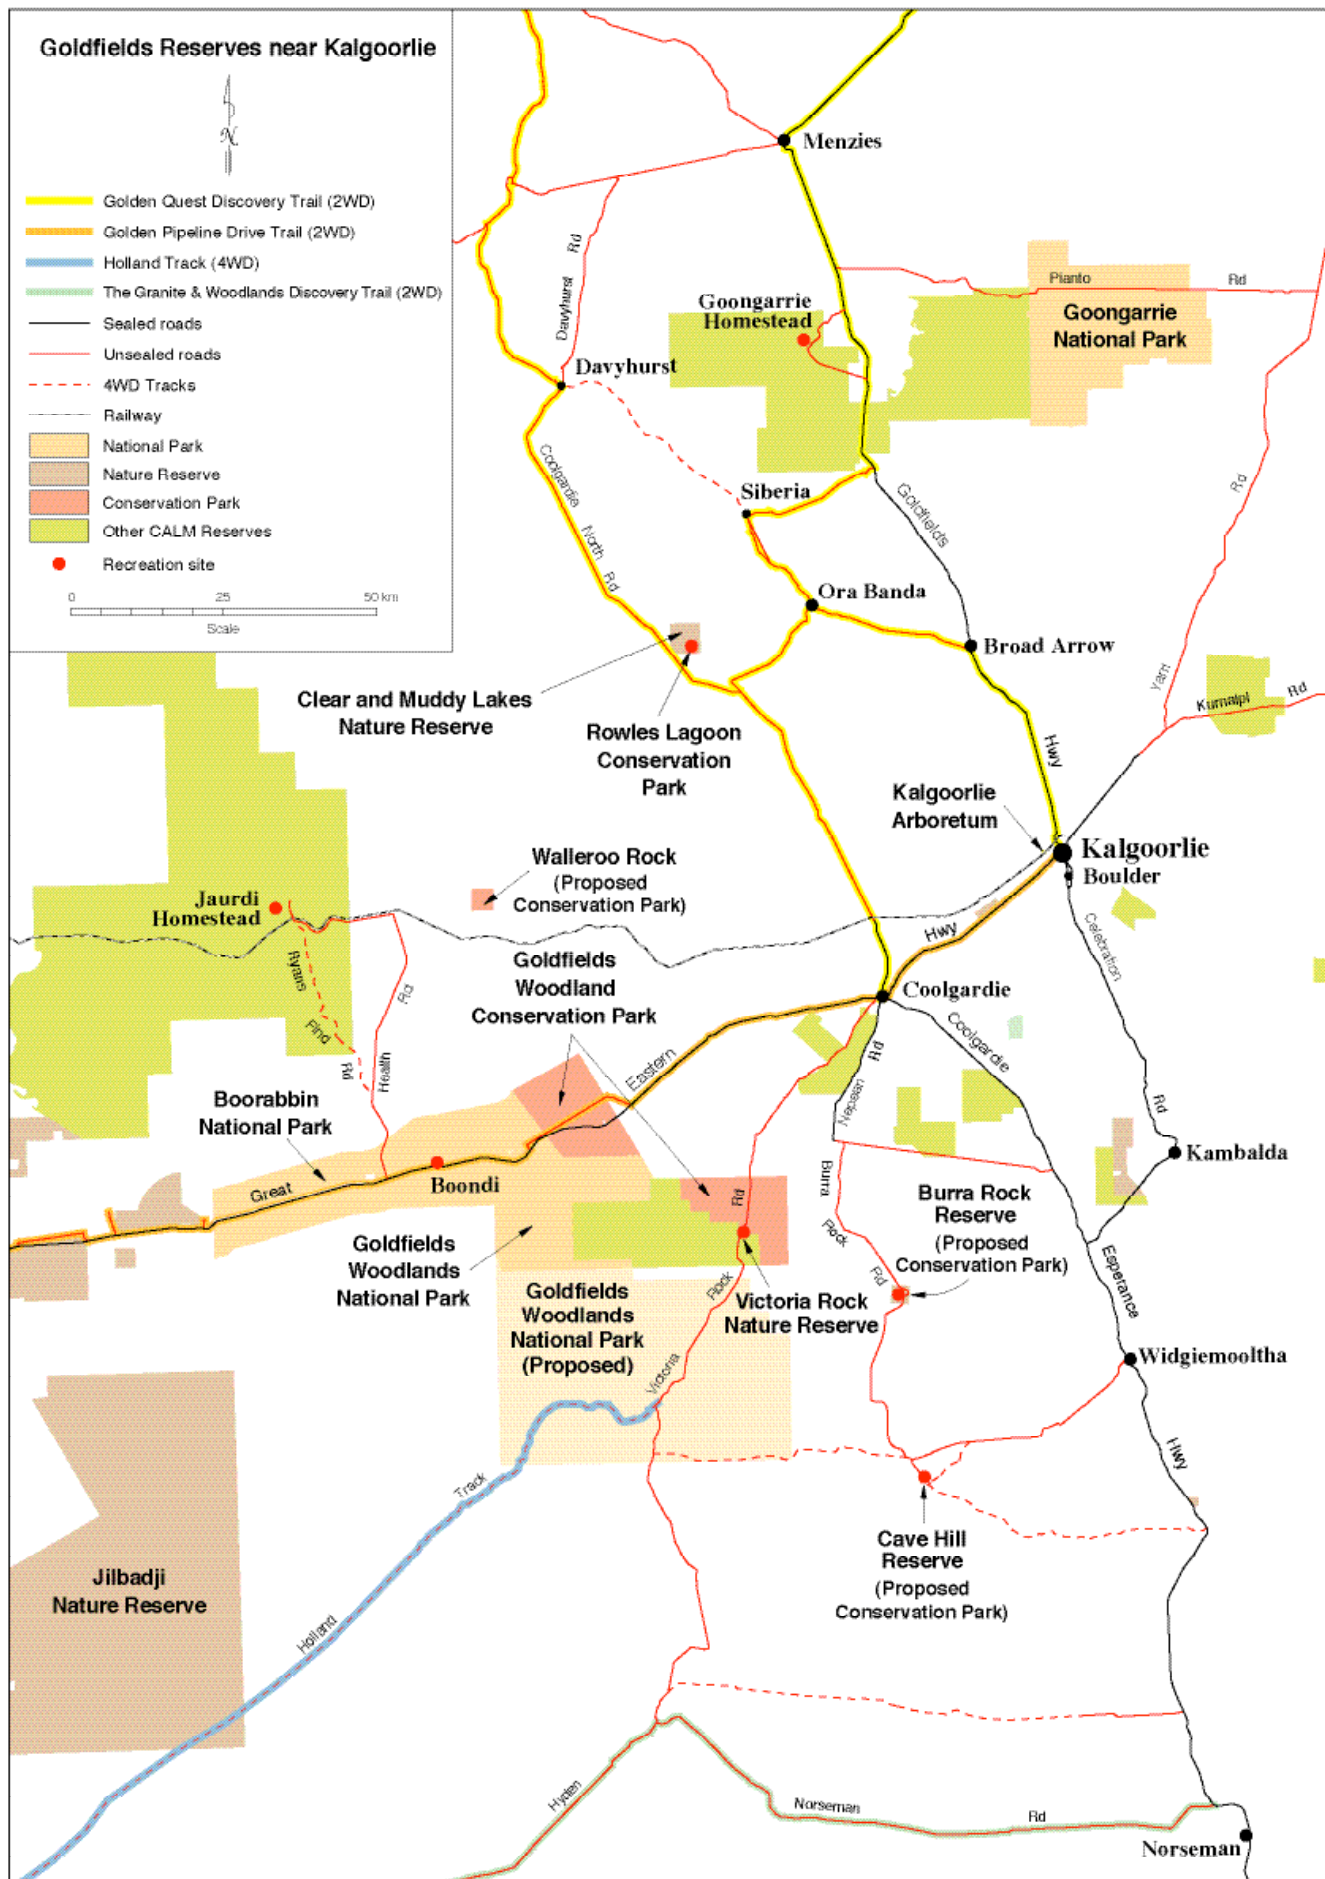 Goldfields Reserves near Kalgoorlie
N
Golden Quest Discovery Trail (2WD)
Golden Pipeline Drive Trail (2WD)
Holland Track (4WD)
The Granite & Woodlands Discovery Trail (2WD)
Sealed roads
Unsealed roads
4WD Tracks
Railway
National Park
Nature Reserve
Conservation Park
Other CALM Reserves
Recreation site
0 25 50 km
Scale
Menzies
Pianto Rd
Goongarrie
National Park
Goongarrie
Homestead
Davyhurst Rd
Davyhurst
Coolgardie North Rd
Siberia
Goldfields
Hwy
Ora Banda
Broad Arrow
Yarri Rd
Kurnalpi Rd
Clear and Muddy Lakes
Nature Reserve
Rowles Lagoon
Conservation
Park
Kalgoorlie
Arboretum
Kalgoorlie
Boulder
Walleroo Rock
(Proposed
Conservation Park)
Jaurdi
Homestead
Ryans Find Rd
Health Rd
Goldfields
Woodland
Conservation Park
Hwy
Celebration
Rd
Coolgardie
Coolgardie
Eastern
Nepean Rd
Boorabbin
National Park
Great
Boondi
Kambalda
Burra Rock Rd
Burra Rock
Reserve
(Proposed
Conservation Park)
Goldfields
Woodlands
National Park
Goldfields
Woodlands
National Park
(Proposed)
Victoria Rock Rd
Victoria Rock
Nature Reserve
Esperance
Widgiemooltha
Hwy
Holland Track
Cave Hill
Reserve
(Proposed
Conservation Park)
Jilbadji
Nature Reserve
Hyden
Norseman Rd
Norseman